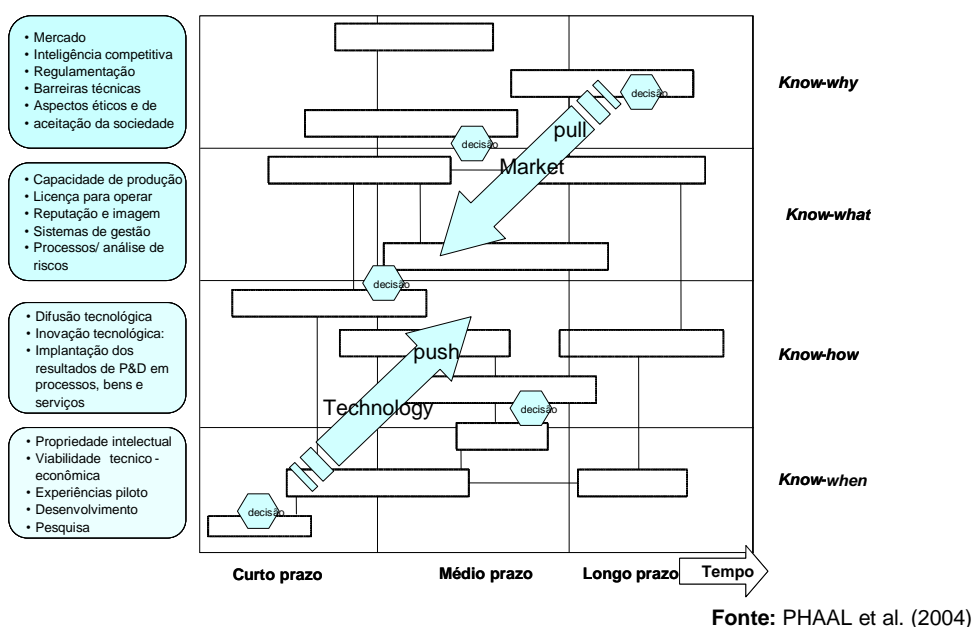 • Mercado
• Inteligência competitiva
• Regulamentação
• Barreiras técnicas
• Aspectos éticos e de
aceitação da sociedade
• Capacidade de produção
• Licença para operar
• Reputação e imagem
• Sistemas de gestão
• Processos/ análise de
riscos
• Difusão tecnológica
• Inovação tecnológica:
• Implantação dos
resultados de P&D em
processos, bens e
serviços
• Propriedade intelectual
• Viabilidade tecnico -
econômica
• Experiências piloto
• Desenvolvimento
• Pesquisa
decisão
pull
decisão
Market
decisão
push
Technology
decisão
decisão
Know-why
Know-what
Know-how
Know-when
Curto prazo
Médio prazo
Longo prazo
Tempo
Fonte: PHAAL et al. (2004)